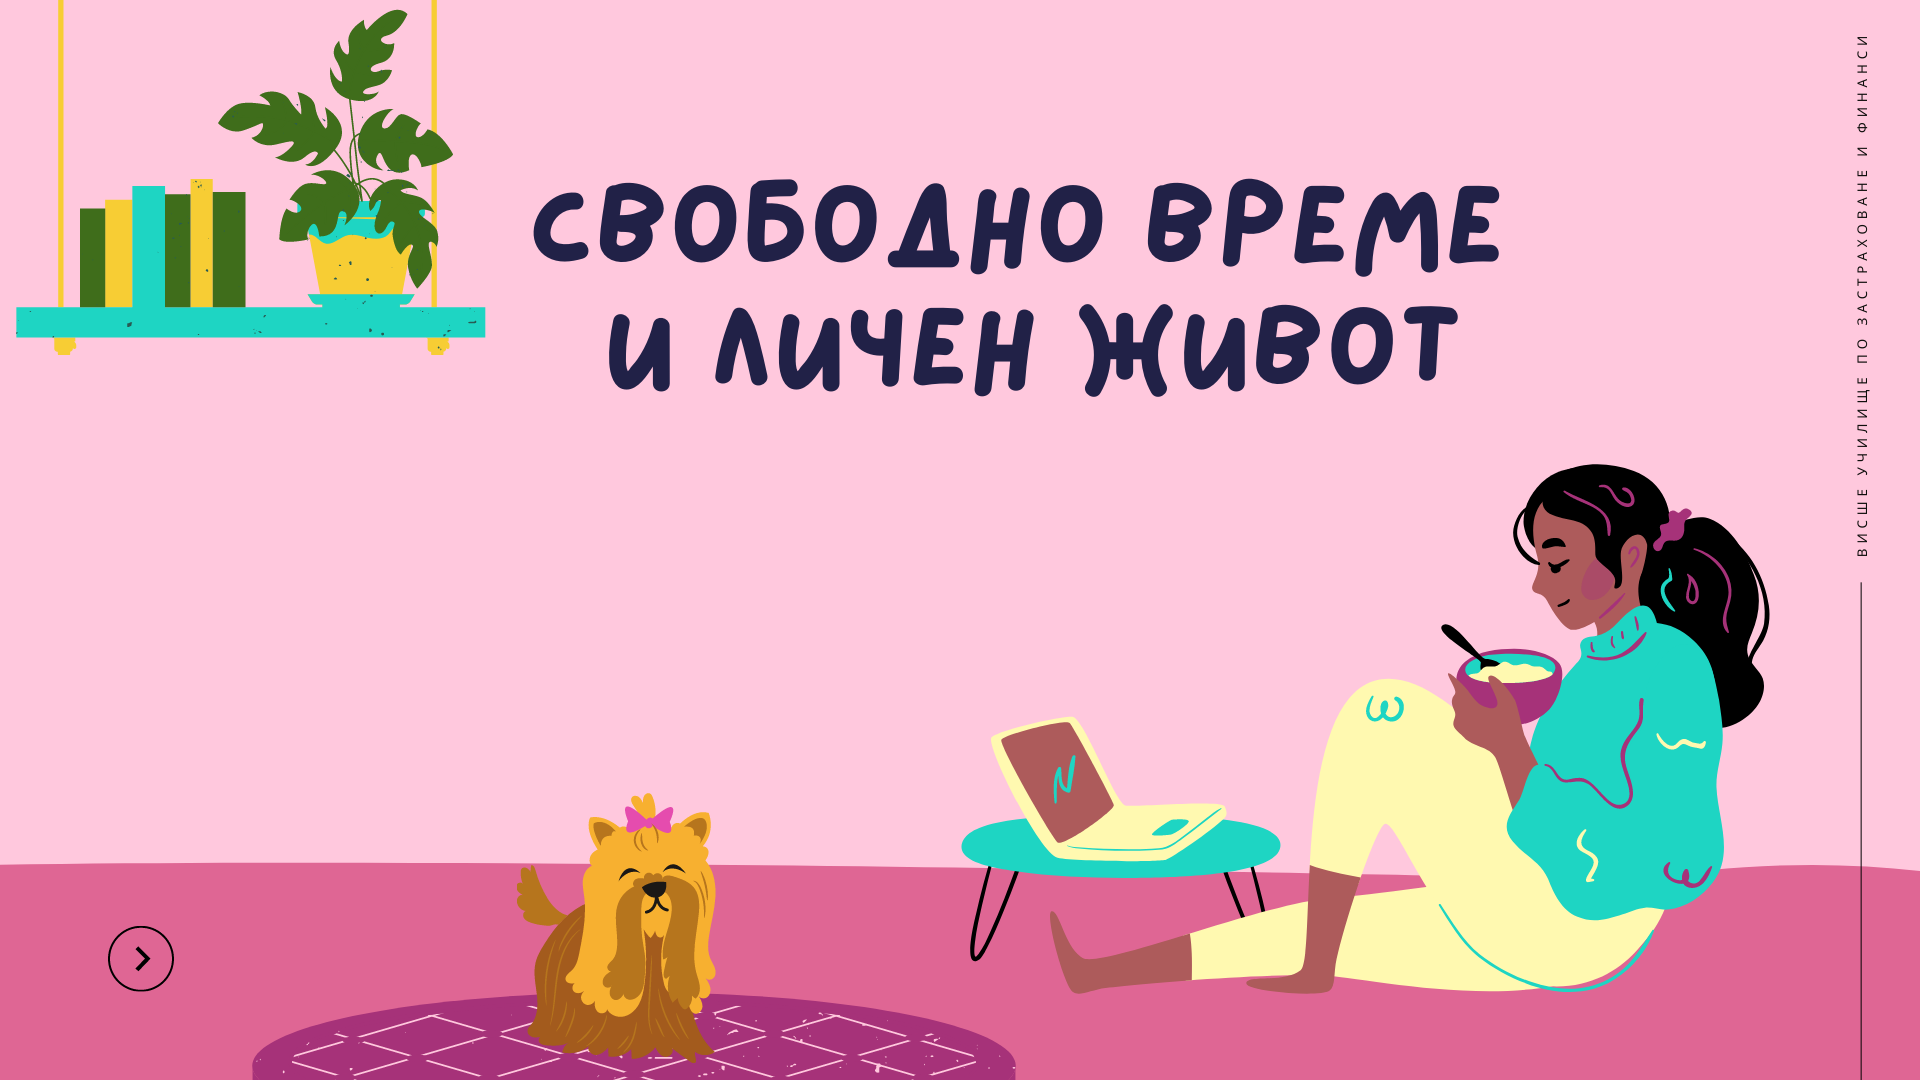 СВОБОДНО ВРЕМЕ
И ЛИЧЕН ЖИВОТ
ВИСШЕ УЧИЛИЩЕ ПО ЗАСТРАХОВАНЕ И ФИНАНСИ
N